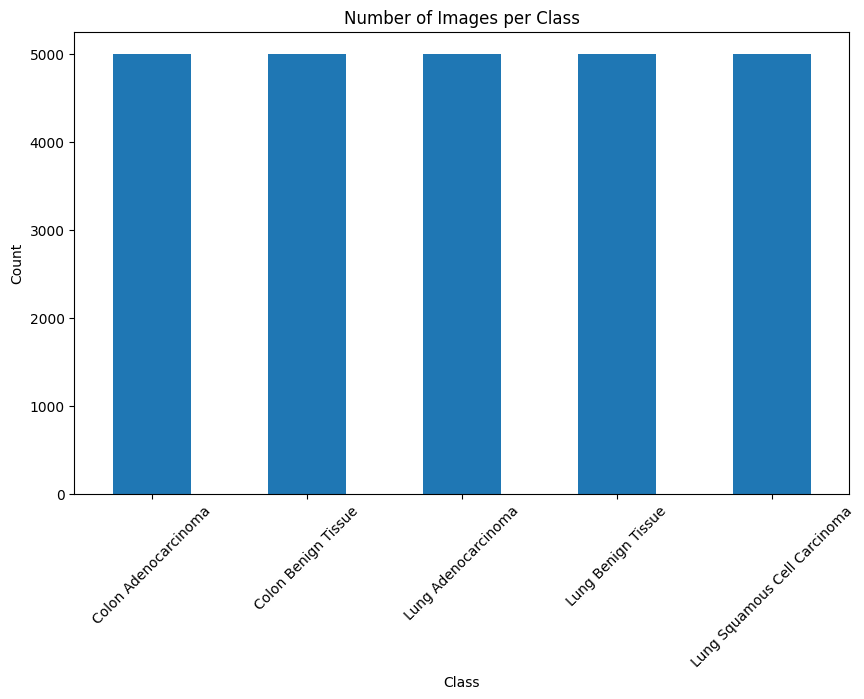 Number of Images per Class
Count
5000
4000
3000
2000
1000
0
Colon Adenocarcinoma
Colon Benign Tissue
Lung Adenocarcinoma
Lung Benign Tissue
Lung Squamous Cell Carcinoma
Class